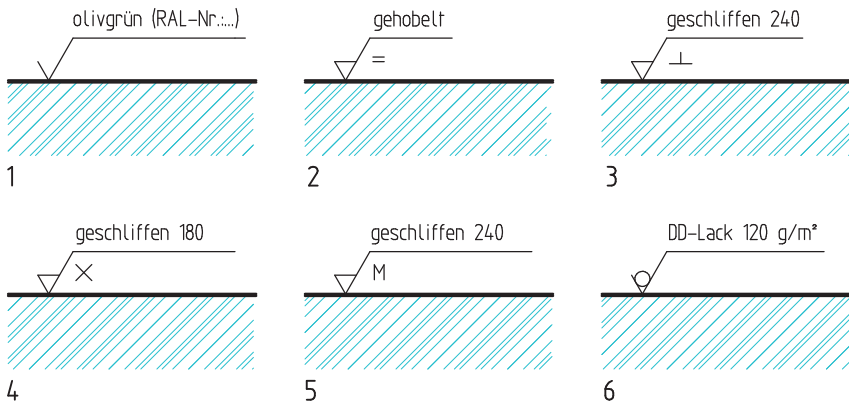 olivgrün (RAL-Nr.:...)
gehobelt
=
geschliffen 240
⊥
1
2
3
geschliffen 180
X
geschliffen 240
M
DD-Lack 120 g/m²
4
5
6